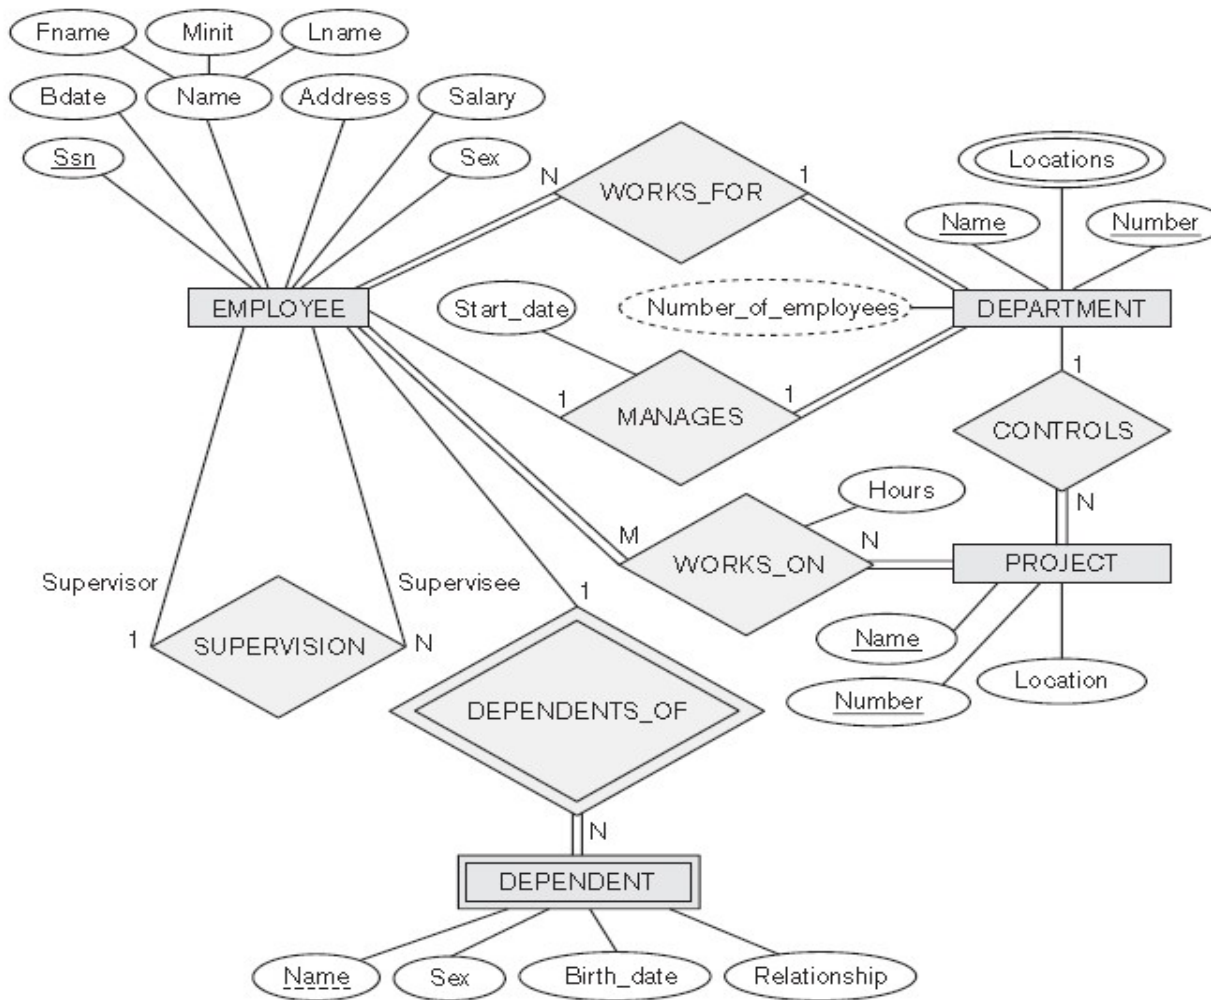 Fname
Minit
Lname
Bdate
Name
Address
Salary
Ssn
Sex
N
WORKS_FOR
1
Locations
Name
Number
EMPLOYEE
Start_date
Number_of_employees
DEPARTMENT
1
MANAGES
1
1
CONTROLS
N
Hours
M
WORKS_ON
N
PROJECT
Supervisor
Supervisee
1
1
SUPERVISION
N
Name
Number
Location
DEPENDENTS_OF
N
DEPENDENT
Name
Sex
Birth_date
Relationship